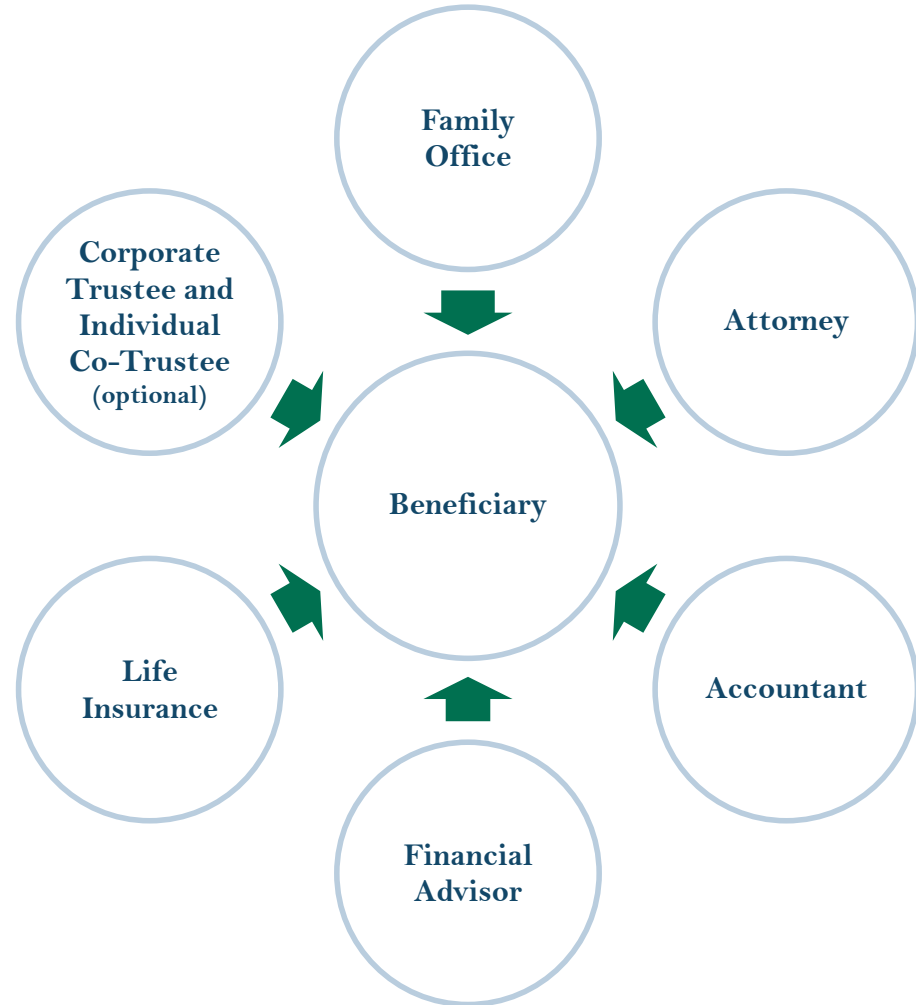 Family
Office
Corporate
Trustee and
Individual
Co-Trustee
(optional)
Attorney
Beneficiary
Life
Insurance
Accountant
Financial
Advisor